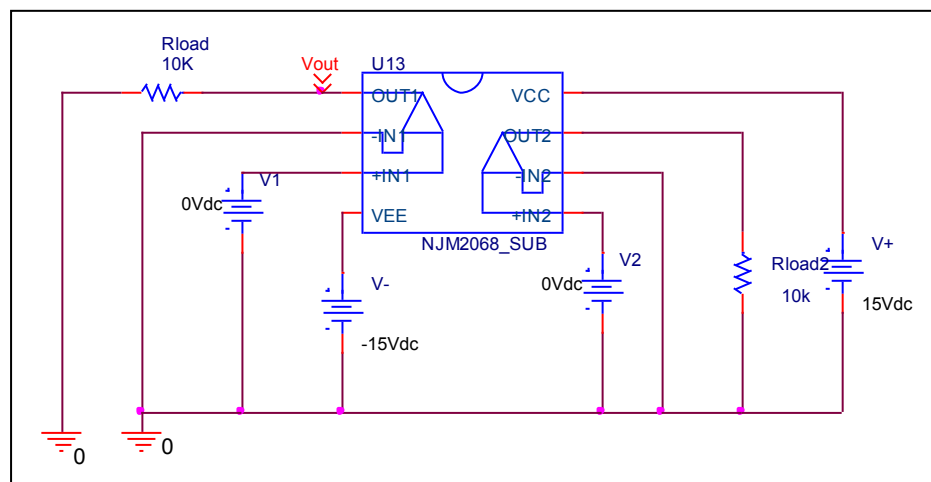 Rload
10K
Vout
U13
OUT1
-IN1
+IN1
VEE
VCC
OUT2
-IN2
+IN2
NJM2068_SUB
V1
0Vdc
V-
-15Vdc
V2
0Vdc
Rload2
10k
V+
15Vdc
0
0